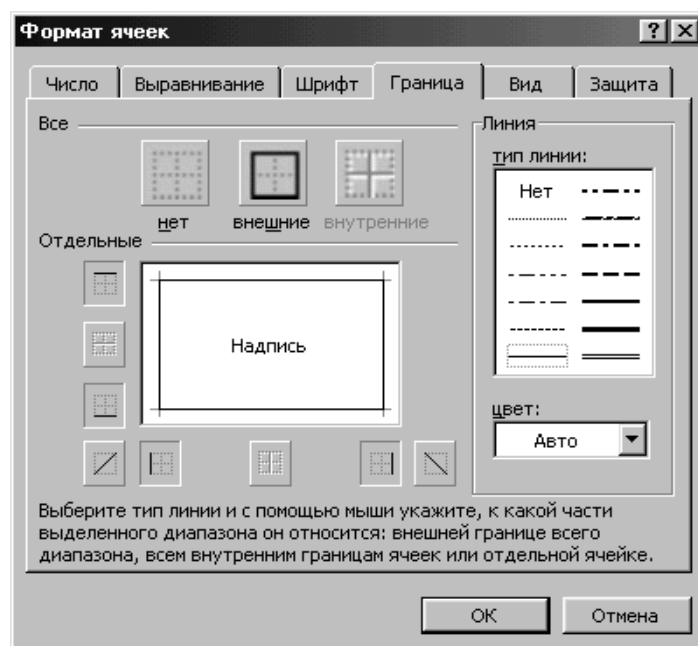 Формат ячеек
Число Выравнивание Шрифт Граница Вид Защита
Все
нет внешние внутренние
Отдельные
Надпись
Линия
тип линии:
Нет
цвет:
Авто
Выберите тип линии и с помощью мыши укажите, к какой части
выделенного диапазона он относится: внешней границе всего
диапазона, всем внутренним границам ячеек или отдельной ячейке.
ОК Отмена